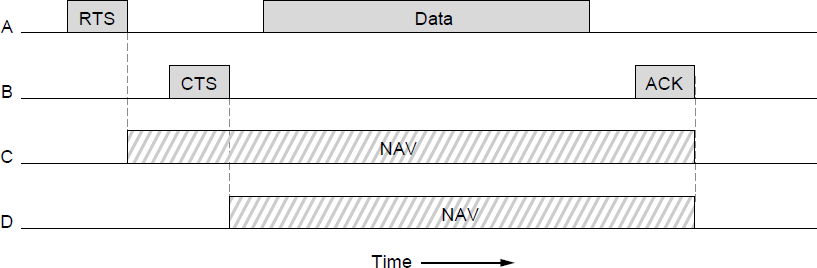 A RTS Data
B CTS ACK
C NAV
D NAV
Time